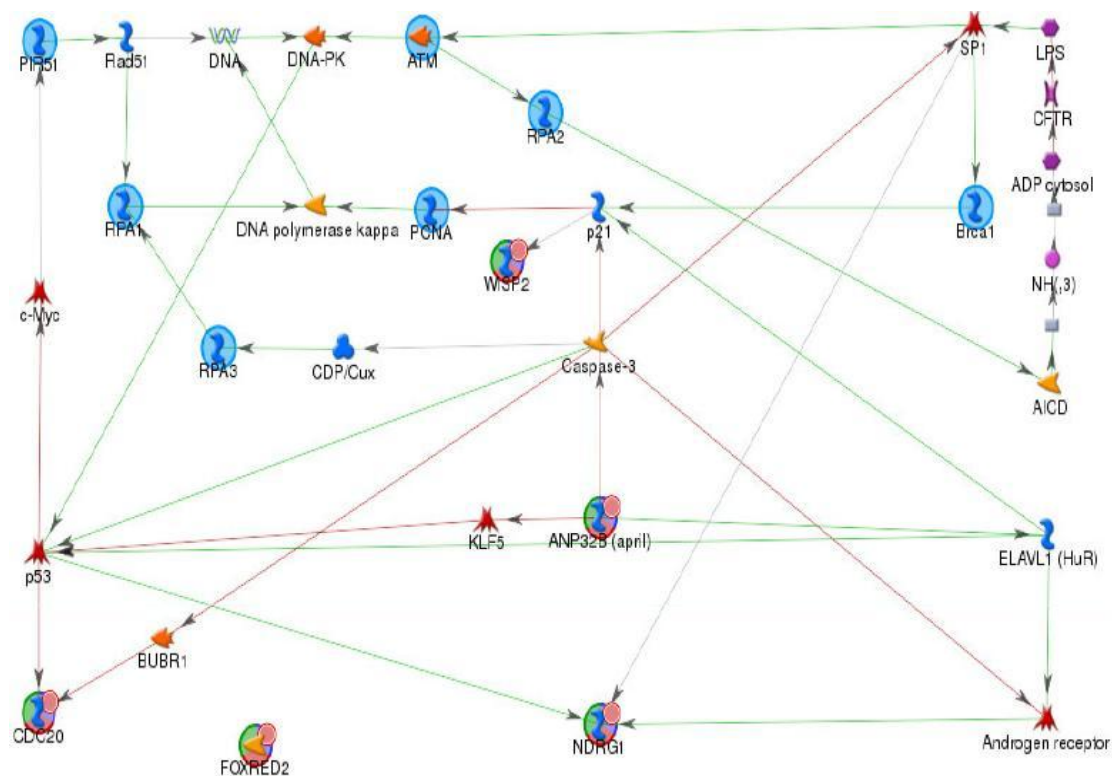 PIR51
Rad51
DNA
DNA-PK
ATM
SP1
LPS
CFTR
RPA2
ADP cytosol
RPA1
DNA polymerase kappa
PCNA
p21
Brca1
WISP2
NH(,3)
c-Myc
RPA3
CDP/Cux
Caspase-3
AICD
KLF5
ANP32B (april)
ELAVL1 (HuR)
p53
BUBR1
CDC20
FOXRED2
NDRG1
Androgen receptor